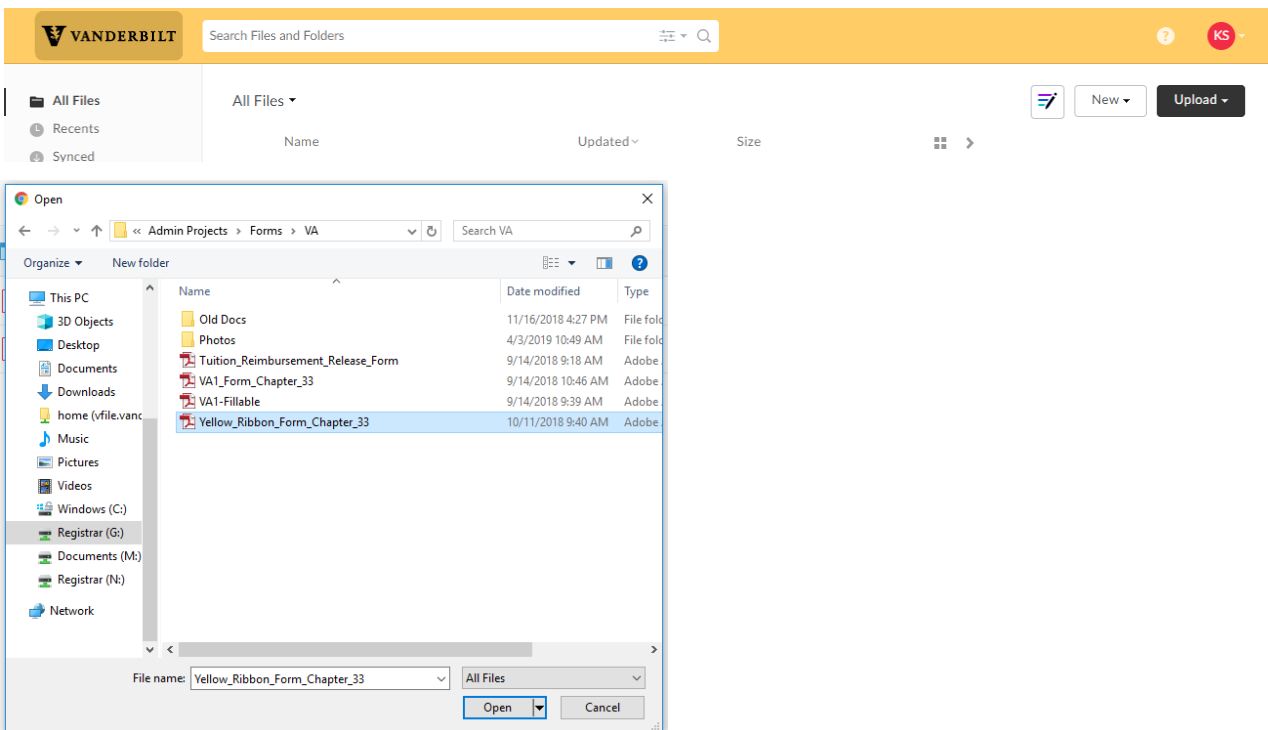 VANDERBILT Search Files and Folders ? KS
All Files All Files New Upload
Recents
Name Updated Size
Synced
Open
« Admin Projects › Forms › VA Search VA
Organize New folder ?
Name Date modified Type
This PC
3D Objects
Desktop
Documents
Downloads
home (vfile.vand
Music
Pictures
Videos
Windows (C:)
Registrar (G:)
Documents (M:)
Registrar (N:)
Network
Old Docs 11/16/2018 4:27 PM File fold
Photos 4/3/2019 10:49 AM File fold
Tuition_Reimbursement_Release_Form 9/14/2018 9:18 AM Adobe
VA1_Form_Chapter_33 9/14/2018 10:46 AM Adobe
VA1-Fillable 9/14/2018 9:39 AM Adobe
Yellow_Ribbon_Form_Chapter_33 10/11/2018 9:40 AM Adobe
File name: Yellow_Ribbon_Form_Chapter_33 All Files
Open Cancel